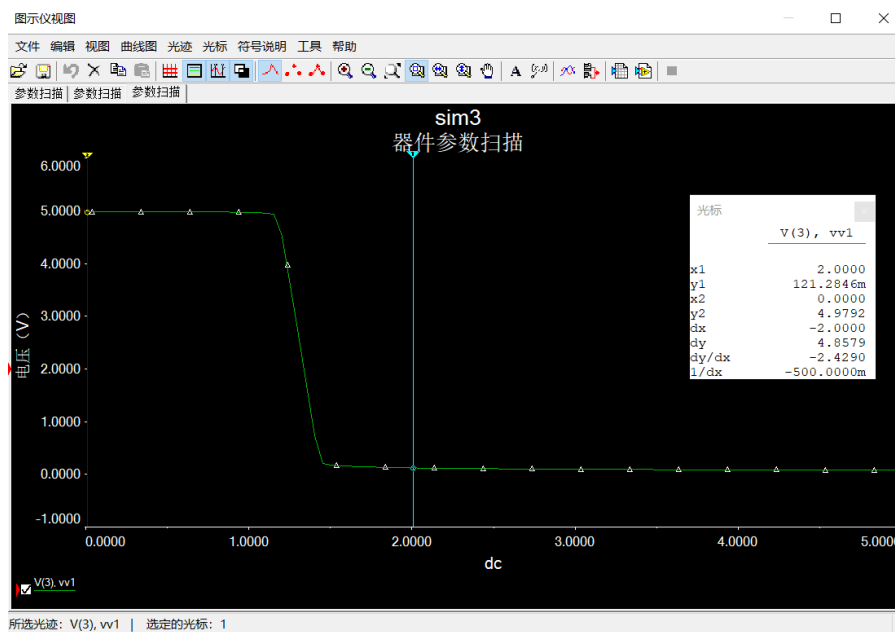 图示仪视图
文件 编辑 视图 曲线图 光迹 光标 符号说明 工具 帮助
参数扫描 参数扫描 参数扫描
sim3
器件参数扫描
6.0000
5.0000
4.0000
3.0000
2.0000
1.0000
0.0000
-1.0000
电压（V）
0.0000 1.0000 2.0000 3.0000 4.0000 5.000
dc
光标
V(3), vv1
x1 2.0000
y1 121.2846m
x2 0.0000
y2 4.9792
dx -2.0000
dy 4.8579
dy/dx -2.4290
1/dx -500.0000m
V(3), vv1
所选光迹: V(3), vv1 | 选定的光标: 1